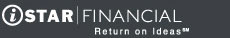 iSTAR FINANCIAL
Return on Ideas℠